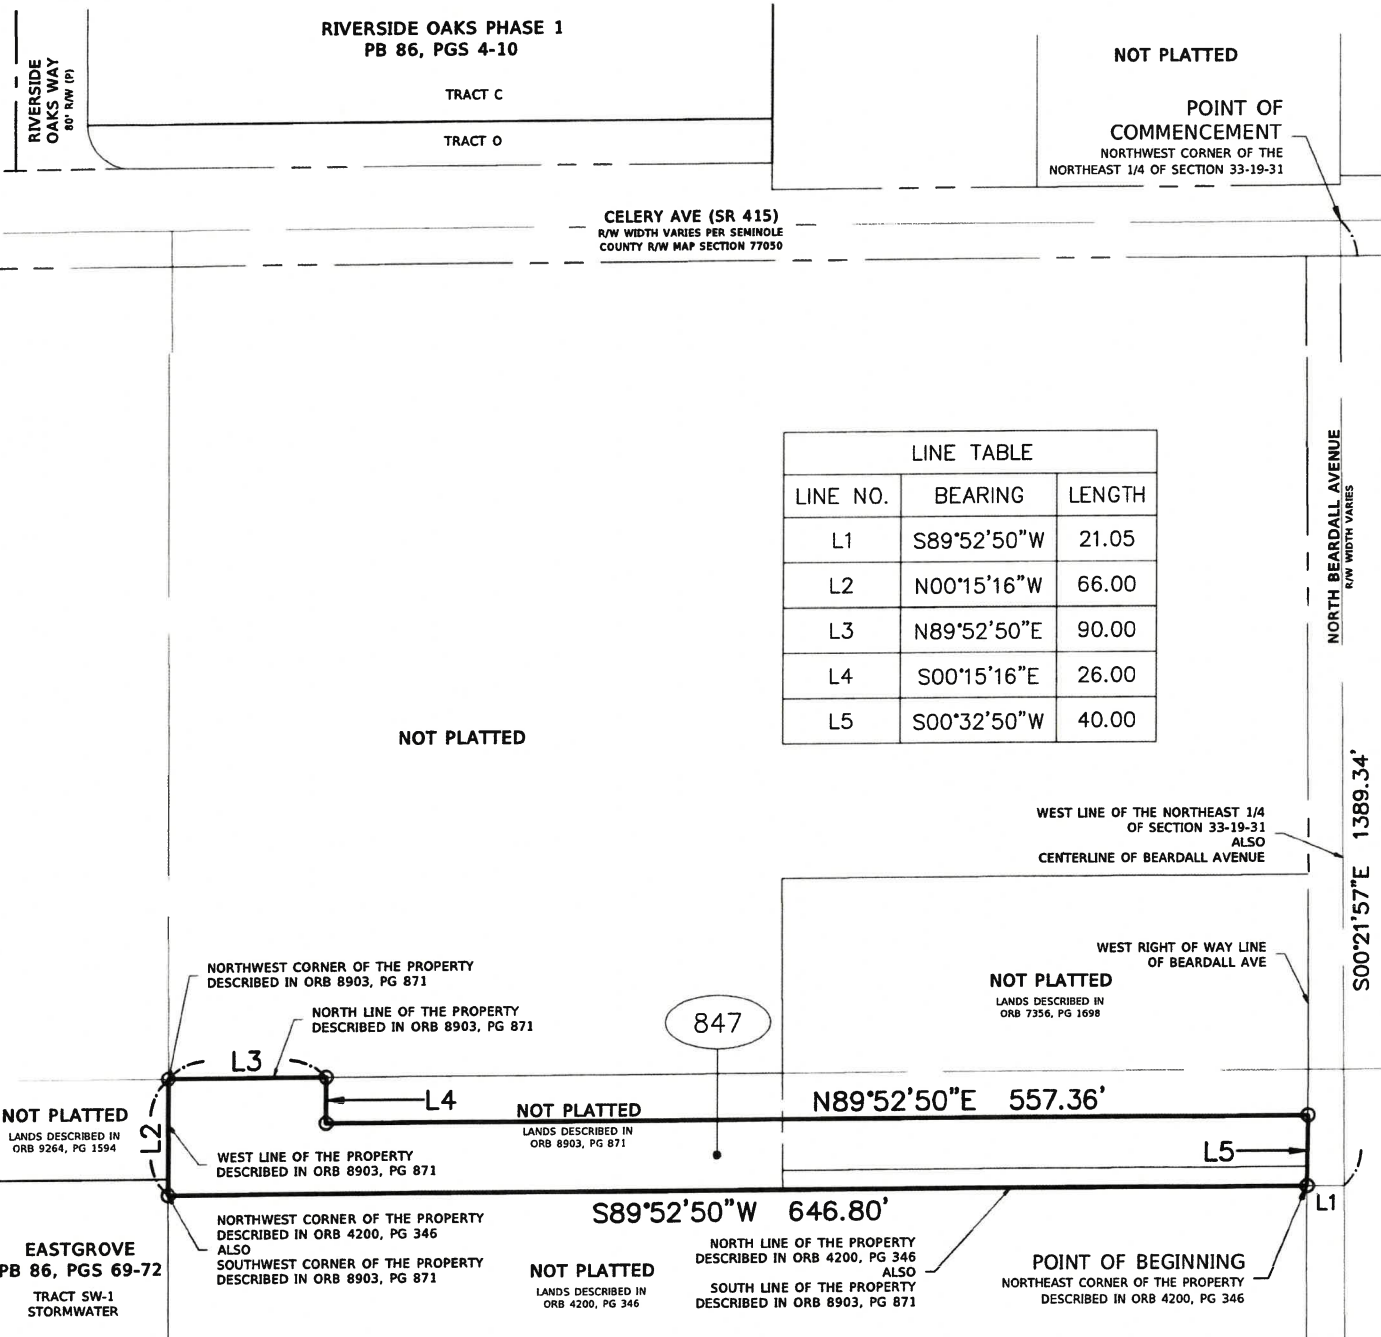 RIVERSIDE OAKS PHASE 1
PB 86, PGS 4-10
TRACT C
TRACT O
RIVERSIDE
OAKS WAY
80' R/W (P)
NOT PLATTED
POINT OF
COMMENCEMENT
NORTHWEST CORNER OF THE
NORTHEAST 1/4 OF SECTION 33-19-31
CELERY AVE (SR 415)
R/W WIDTH VARIES PER SEMINOLE
COUNTY R/W MAP SECTION 77050
LINE TABLE
LINE NO. BEARING LENGTH
L1 S89°52'50"W 21.05
L2 N00°15'16"W 66.00
L3 N89°52'50"E 90.00
L4 S00°15'16"E 26.00
L5 S00°32'50"W 40.00
NORTH BEARDALL AVENUE
R/W WIDTH VARIES
NOT PLATTED
S00°21'57"E 1389.34'
WEST LINE OF THE NORTHEAST 1/4
OF SECTION 33-19-31
ALSO
CENTERLINE OF BEARDALL AVENUE
WEST RIGHT OF WAY LINE
OF BEARDALL AVE
NOT PLATTED
LANDS DESCRIBED IN
ORB 7356, PG 1698
NORTHWEST CORNER OF THE PROPERTY
DESCRIBED IN ORB 8903, PG 871
NORTH LINE OF THE PROPERTY
DESCRIBED IN ORB 8903, PG 871
847
L3
L4
N89°52'50"E 557.36'
NOT PLATTED
LANDS DESCRIBED IN
ORB 8903, PG 871
NOT PLATTED
LANDS DESCRIBED IN
ORB 9264, PG 1594
L2
WEST LINE OF THE PROPERTY
DESCRIBED IN ORB 8903, PG 871
L5
L1
S89°52'50"W 646.80'
NORTHWEST CORNER OF THE PROPERTY
DESCRIBED IN ORB 4200, PG 346
ALSO
SOUTHWEST CORNER OF THE PROPERTY
DESCRIBED IN ORB 8903, PG 871
NORTH LINE OF THE PROPERTY
DESCRIBED IN ORB 4200, PG 346
ALSO
SOUTH LINE OF THE PROPERTY
DESCRIBED IN ORB 8903, PG 871
POINT OF BEGINNING
NORTHEAST CORNER OF THE PROPERTY
DESCRIBED IN ORB 4200, PG 346
EASTGROVE
PB 86, PGS 69-72
TRACT SW-1
STORMWATER
NOT PLATTED
LANDS DESCRIBED IN
ORB 4200, PG 346